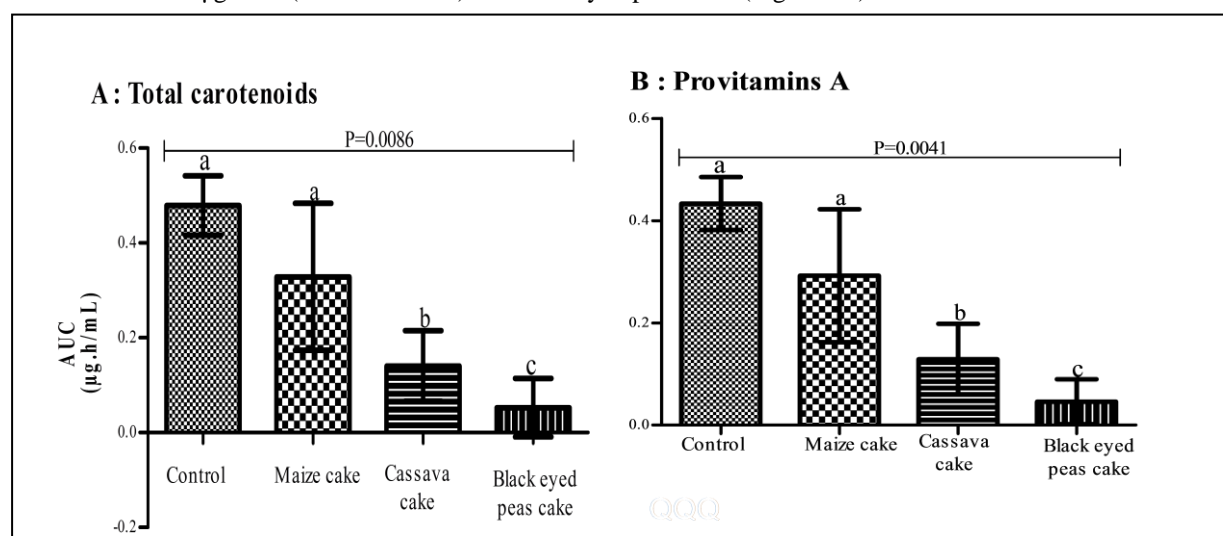 A : Total carotenoids
P=0.0086
0.6
0.4
0.2
0.0
-0.2
AUC
(µg.h/mL)
a
a
b
c
Control
Maize cake
Cassava
cake
Black eyed
peas cake
B : Provitamins A
P=0.0041
0.6
0.4
0.2
0.0
a
a
b
c
Control
Maize cake
Cassava
cake
Black eyed
peas cake
QQQ